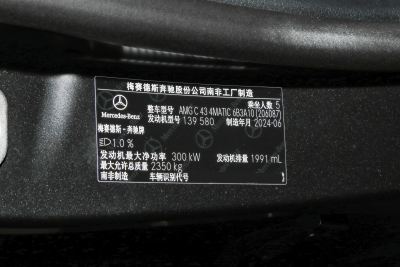 梅赛德斯奔驰股份公司南非工厂制造
乘坐人数 5
整车型号 AMG C 43 4MATIC 6B3A10 (206087)
Mercedes-Benz 发动机型号 139 580 制造年月 2024-06
梅赛德斯-奔驰牌
1.0 %
发动机最大净功率 300 kW 发动机排量 1991 mL
最大允许总质量 2350 kg
南非制造 车辆识别代号